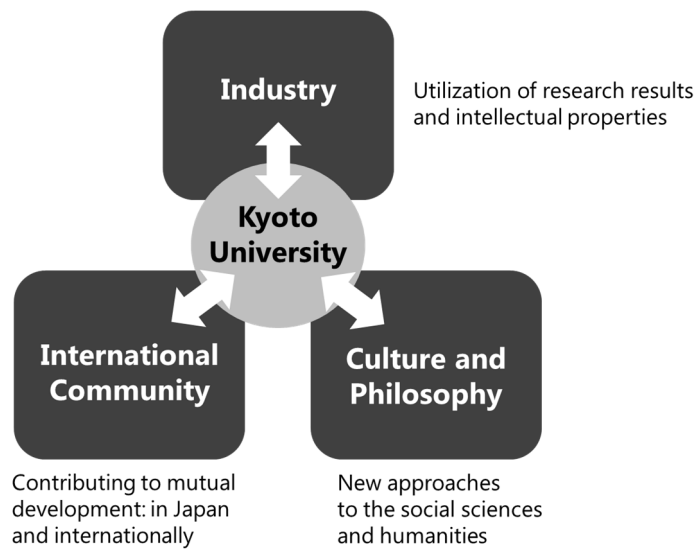 Industry
Utilization of research results
and intellectual properties
Kyoto
University
International
Community
Culture and
Philosophy
Contributing to mutual
development: in Japan
and internationally
New approaches
to the social sciences
and humanities